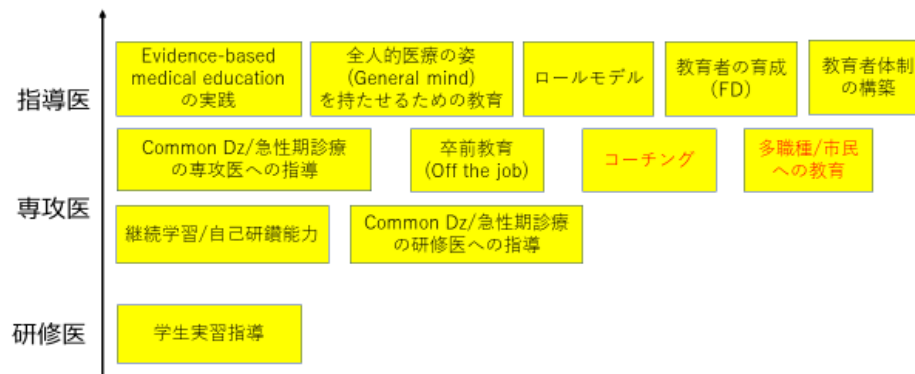 指導医
Evidence-based
medical education
の実践
全人的医療の姿
(General mind)
を持たせるための教育
ロールモデル
教育者の育成
(FD)
教育者体制
の構築
Common Dz/急性期診療
の専攻医への指導
卒前教育
(Off the job)
コーチング
多職種/市民
への教育
専攻医
継続学習/自己研鑽能力
Common Dz/急性期診療
の研修医への指導
研修医
学生実習指導